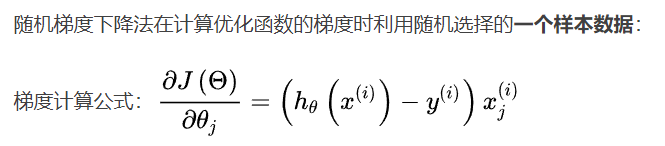 随机梯度下降法在计算优化函数的梯度时利用随机选择的一个样本数据：
梯度计算公式： ∂J(Θ)/∂θ_j = (h_θ(x^(i)) − y^(i)) x_j^(i)